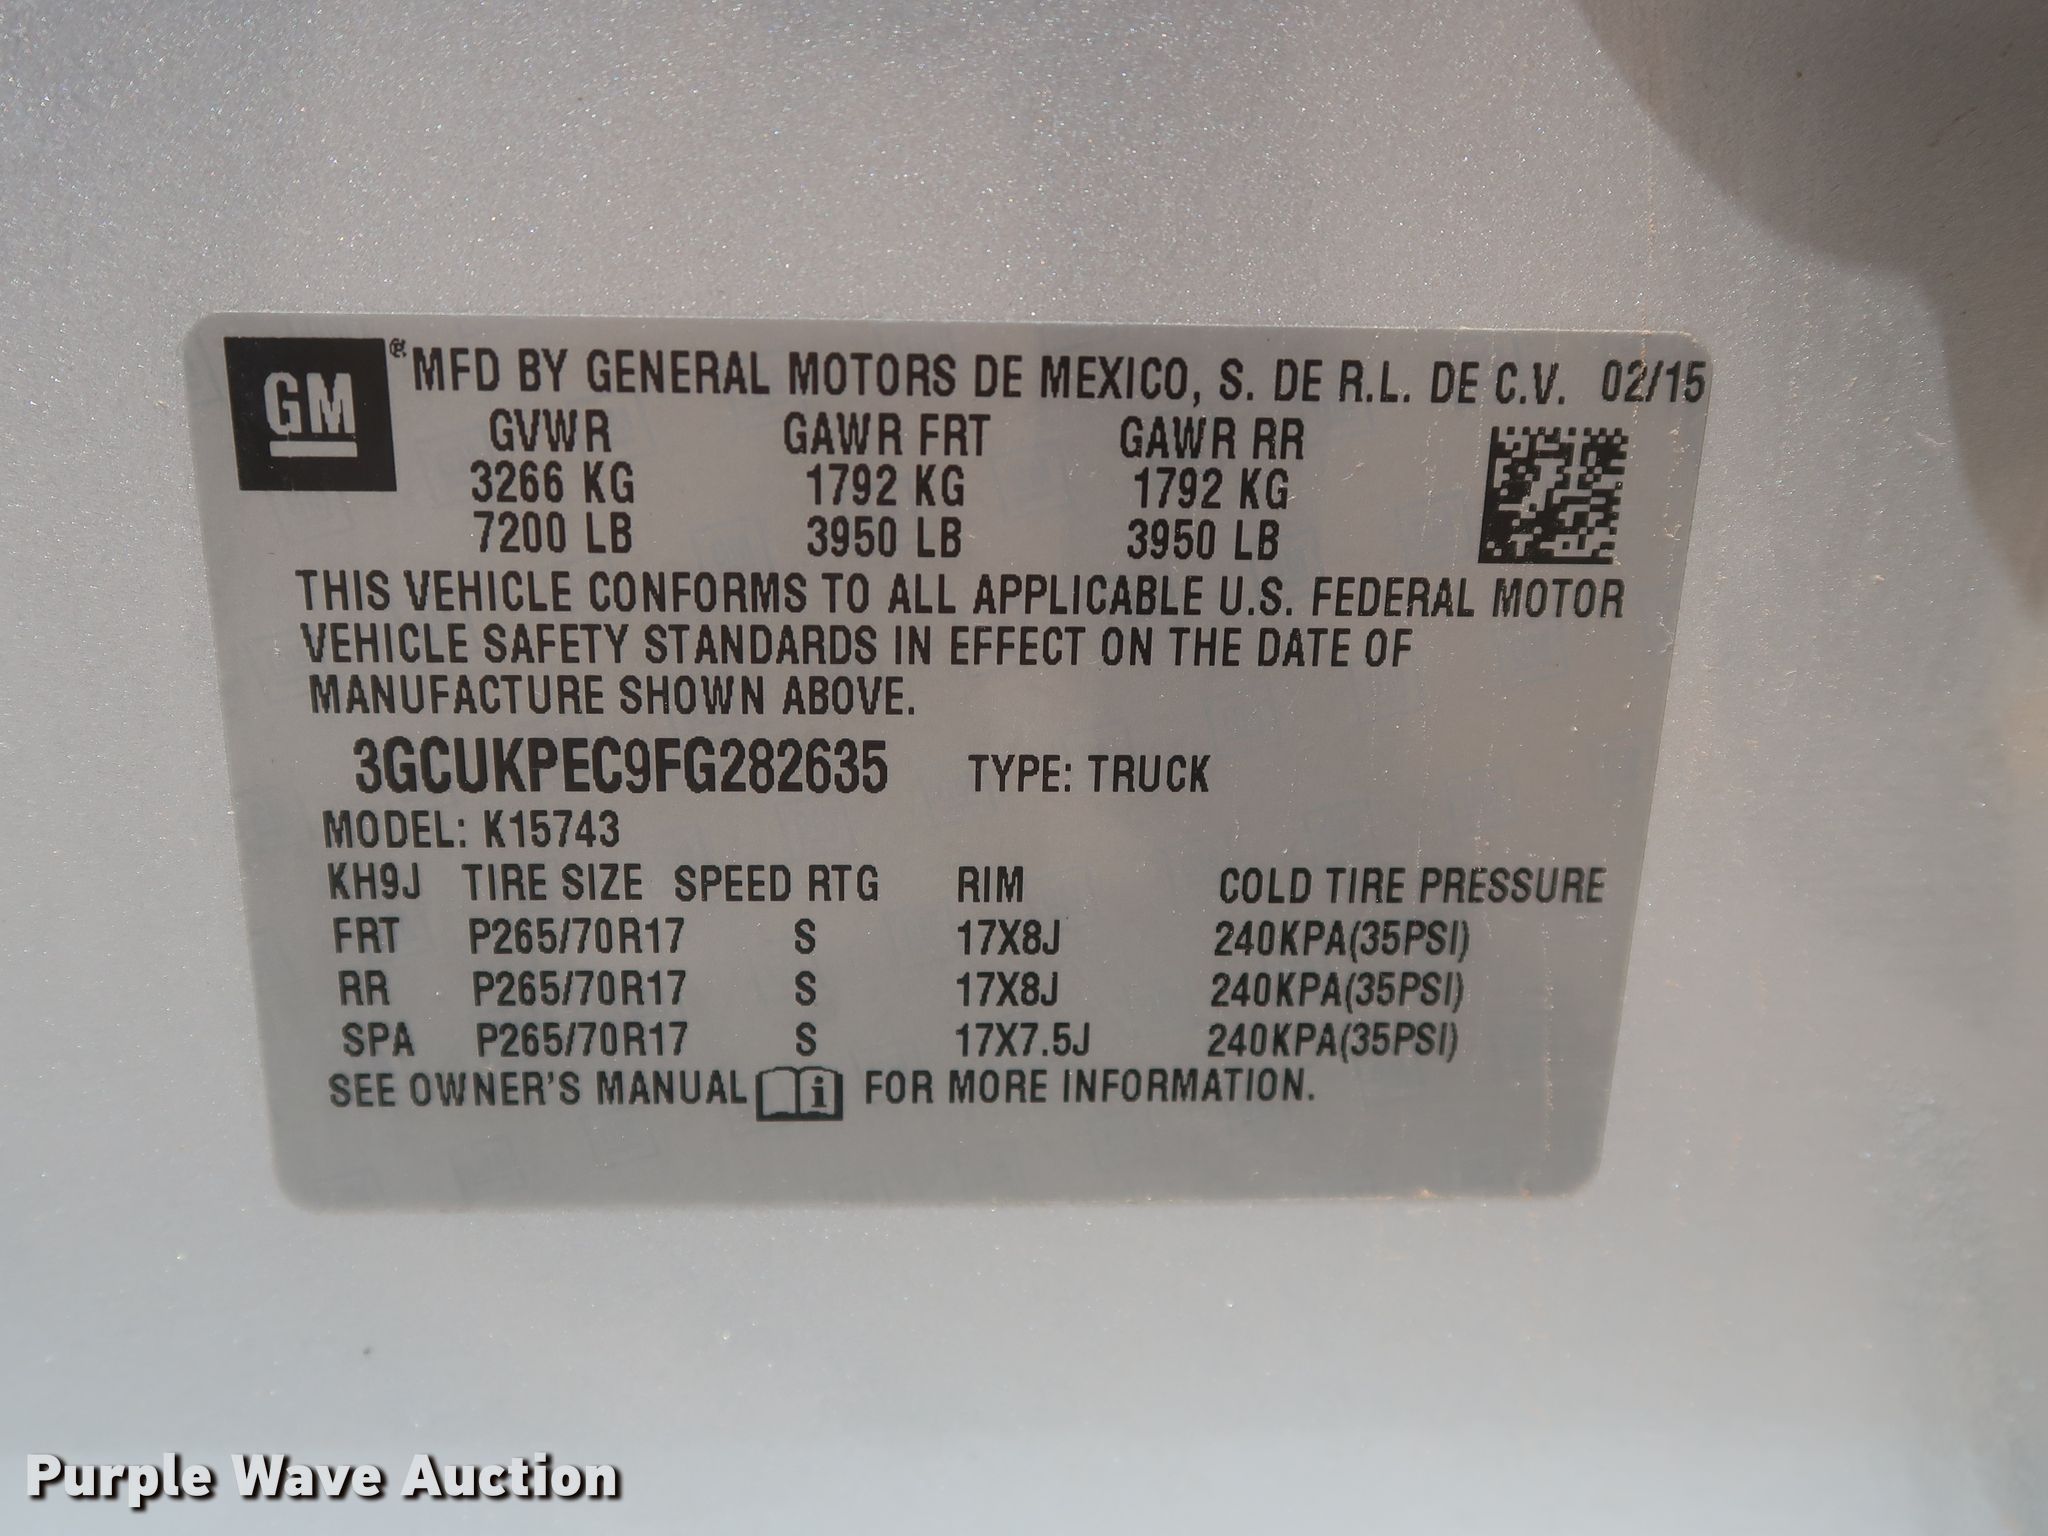 GM ® MFD BY GENERAL MOTORS DE MEXICO, S. DE R.L. DE C.V. 02/15
GVWR GAWR FRT GAWR RR
3266 KG 1792 KG 1792 KG
7200 LB 3950 LB 3950 LB
THIS VEHICLE CONFORMS TO ALL APPLICABLE U.S. FEDERAL MOTOR
VEHICLE SAFETY STANDARDS IN EFFECT ON THE DATE OF
MANUFACTURE SHOWN ABOVE.
3GCUKPEC9FG282635 TYPE: TRUCK
MODEL: K15743
KH9J TIRE SIZE SPEED RTG RIM COLD TIRE PRESSURE
FRT P265/70R17 S 17X8J 240KPA(35PSI)
RR P265/70R17 S 17X8J 240KPA(35PSI)
SPA P265/70R17 S 17X7.5J 240KPA(35PSI)
SEE OWNER'S MANUAL i FOR MORE INFORMATION.
Purple Wave Auction